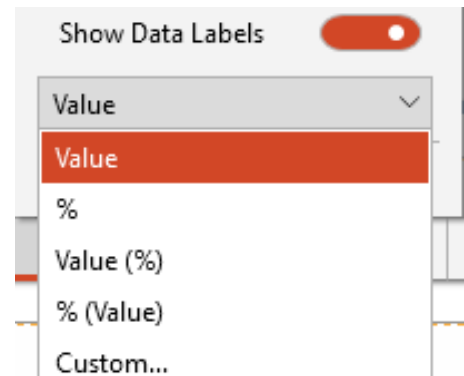 Show Data Labels
Value
Value
%
Value (%)
% (Value)
Custom...